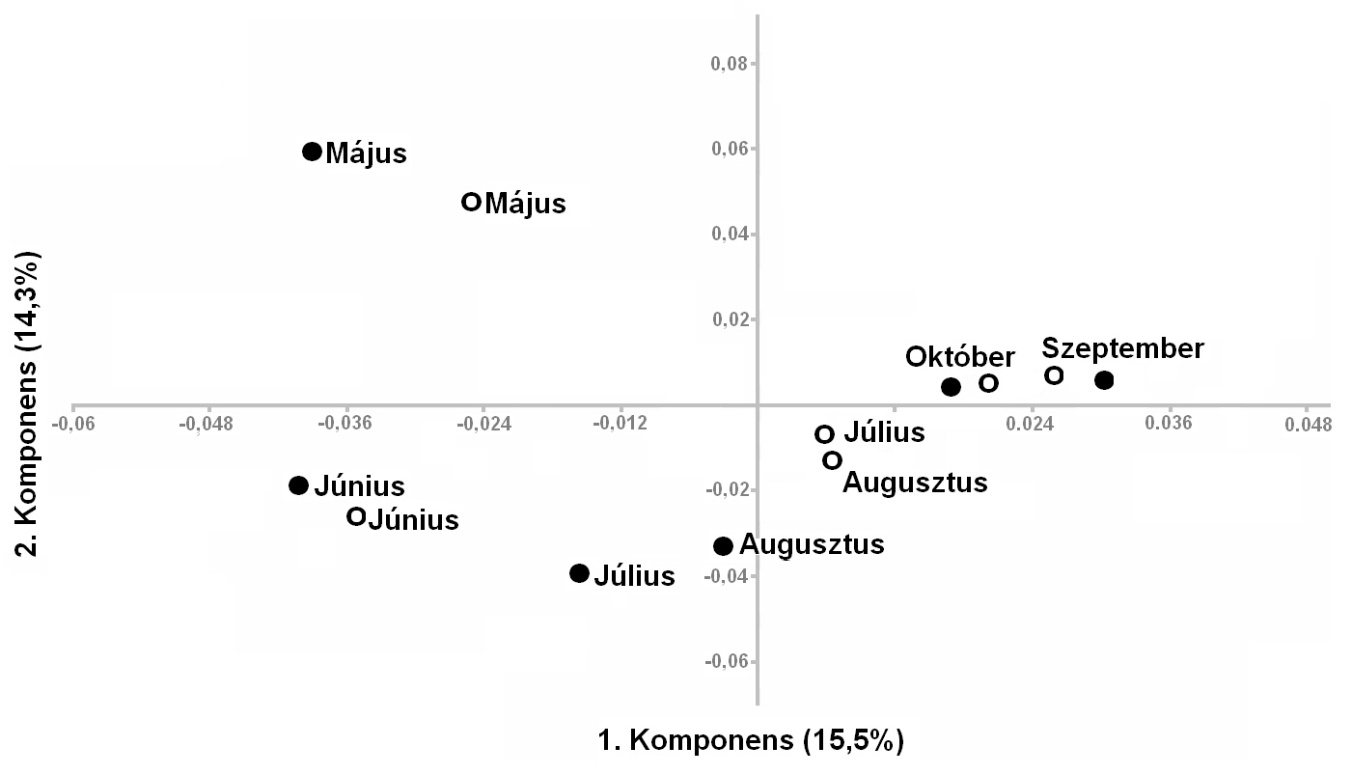 0,08
Május
0,06
Május
0,04
2. Komponens (14,3%)
0,02
Október
Szeptember
-0,06
-0,048
-0,036
-0,024
-0,012
0.024
0.036
0.048
Július
Augusztus
-0,02
Június
Június
Augusztus
Július
-0,04
-0,06
1. Komponens (15,5%)